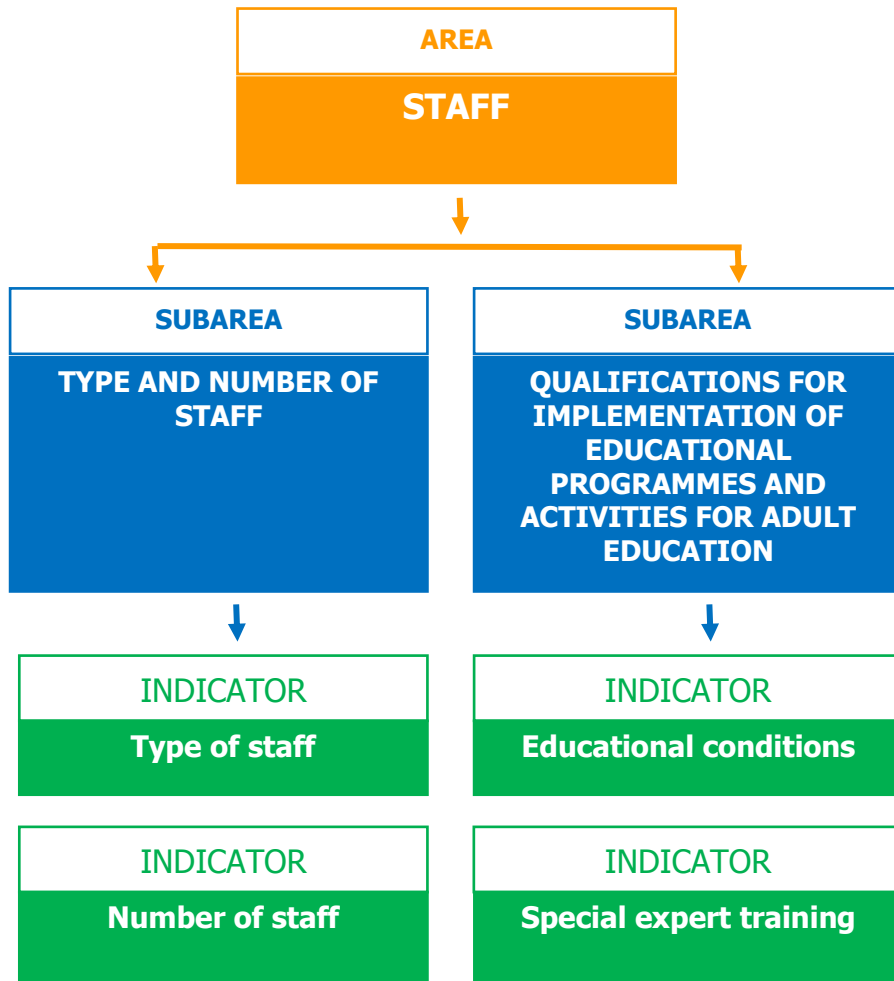 AREA
STAFF
SUBAREA
TYPE AND NUMBER OF
STAFF
SUBAREA
QUALIFICATIONS FOR
IMPLEMENTATION OF
EDUCATIONAL
PROGRAMMES AND
ACTIVITIES FOR ADULT
EDUCATION
INDICATOR
Type of staff
INDICATOR
Educational conditions
INDICATOR
Number of staff
INDICATOR
Special expert training